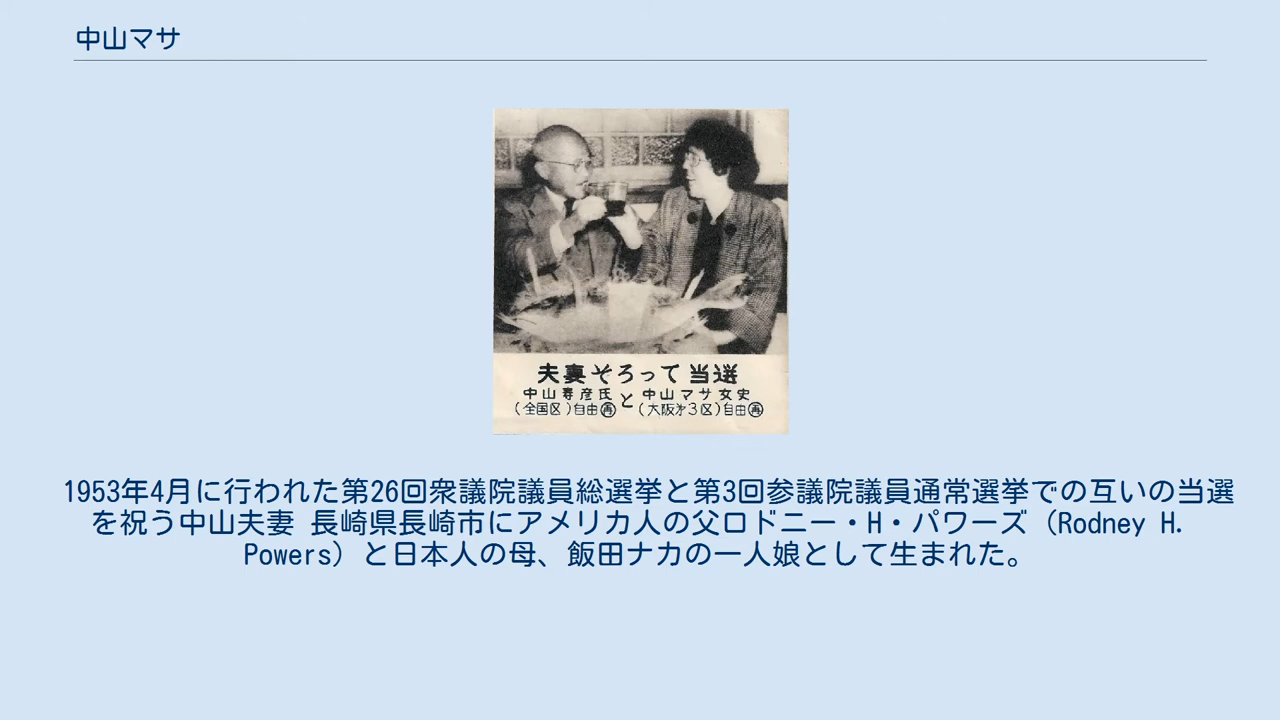 中山マサ
夫妻そろって当選
中山寿彦氏と中山マサ女史
(全国区)自由㊢(大阪才3区)自由㊢
1953年4月に行われた第26回衆議院議員総選挙と第3回参議院議員通常選挙での互いの当選
を祝う中山夫妻 長崎県長崎市にアメリカ人の父ロドニー・H・パワーズ（Rodney H.
Powers）と日本人の母、飯田ナカの一人娘として生まれた。